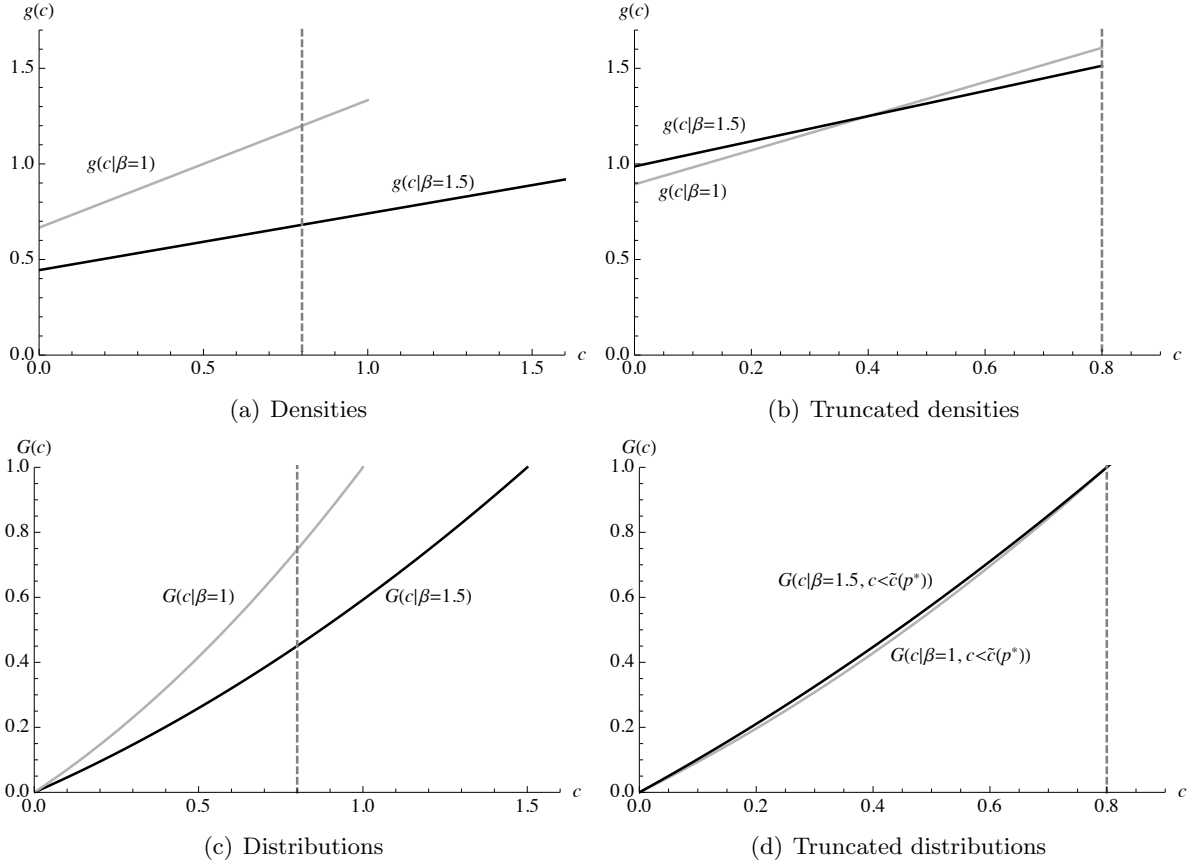 g(c)
1.5
1.0
0.5
0.0
g(c|β=1)
g(c|β=1.5)
0.0 0.5 1.0 1.5 c
(a) Densities
g(c)
1.5
1.0
0.5
0.0
g(c|β=1.5)
g(c|β=1)
0.0 0.2 0.4 0.6 0.8 c
(b) Truncated densities
G(c)
1.0
0.8
0.6
0.4
0.2
0.0
G(c|β=1)
G(c|β=1.5)
0.0 0.5 1.0 1.5 c
(c) Distributions
G(c)
1.0
0.8
0.6
0.4
0.2
0.0
G(c|β=1.5, c<c̃(p*))
G(c|β=1, c<c̃(p*))
0.0 0.2 0.4 0.6 0.8 c
(d) Truncated distributions